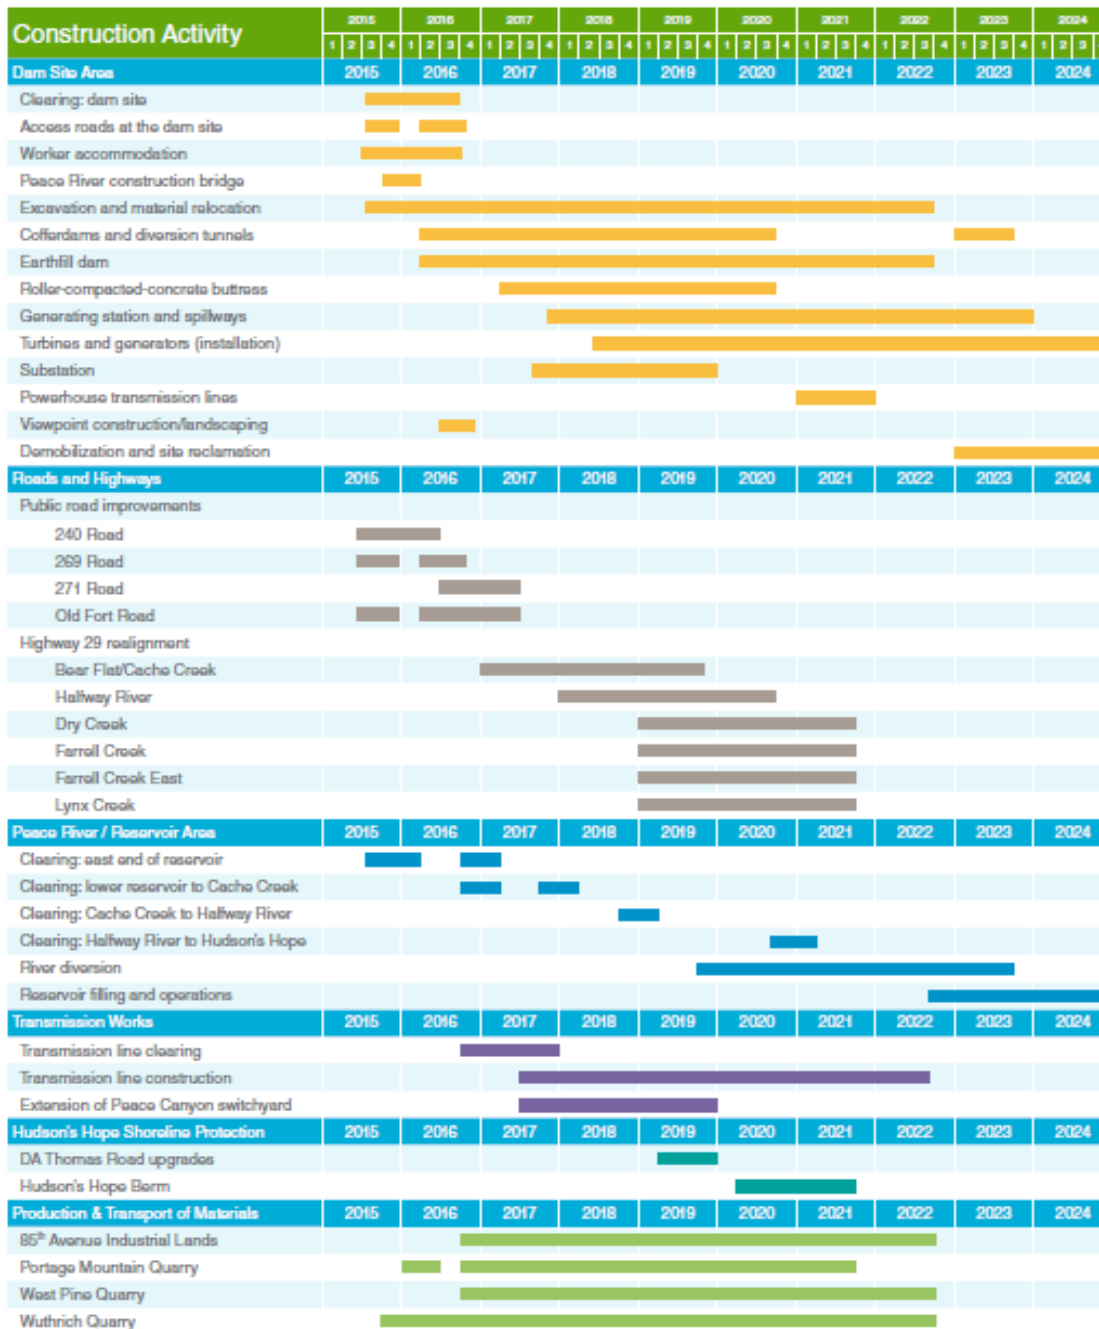 Construction Activity
2015 2016 2017 2018 2019 2020 2021 2022 2023 2024
1 2 3 4 1 2 3 4 1 2 3 4 1 2 3 4 1 2 3 4 1 2 3 4 1 2 3 4 1 2 3 4 1 2 3 4 1 2 3
Dam Site Area 2015 2016 2017 2018 2019 2020 2021 2022 2023 2024
Clearing: dam site
Access roads at the dam site
Worker accommodation
Peace River construction bridge
Excavation and material relocation
Cofferdams and diversion tunnels
Earthfill dam
Roller-compacted-concrete buttress
Generating station and spillways
Turbines and generators (installation)
Substation
Powerhouse transmission lines
Viewpoint construction/landscaping
Demobilization and site reclamation
Roads and Highways 2015 2016 2017 2018 2019 2020 2021 2022 2023 2024
Public road improvements
240 Road
269 Road
271 Road
Old Fort Road
Highway 29 realignment
Bear Flat/Cache Creek
Halfway River
Dry Creek
Farrell Creek
Farrell Creek East
Lynx Creek
Peace River / Reservoir Area 2015 2016 2017 2018 2019 2020 2021 2022 2023 2024
Clearing: east end of reservoir
Clearing: lower reservoir to Cache Creek
Clearing: Cache Creek to Halfway River
Clearing: Halfway River to Hudson's Hope
River diversion
Reservoir filling and operations
Transmission Works 2015 2016 2017 2018 2019 2020 2021 2022 2023 2024
Transmission line clearing
Transmission line construction
Extension of Peace Canyon switchyard
Hudson's Hope Shoreline Protection 2015 2016 2017 2018 2019 2020 2021 2022 2023 2024
DA Thomas Road upgrades
Hudson's Hope Berm
Production & Transport of Materials 2015 2016 2017 2018 2019 2020 2021 2022 2023 2024
85th Avenue Industrial Lands
Portage Mountain Quarry
West Pine Quarry
Wuthrich Quarry